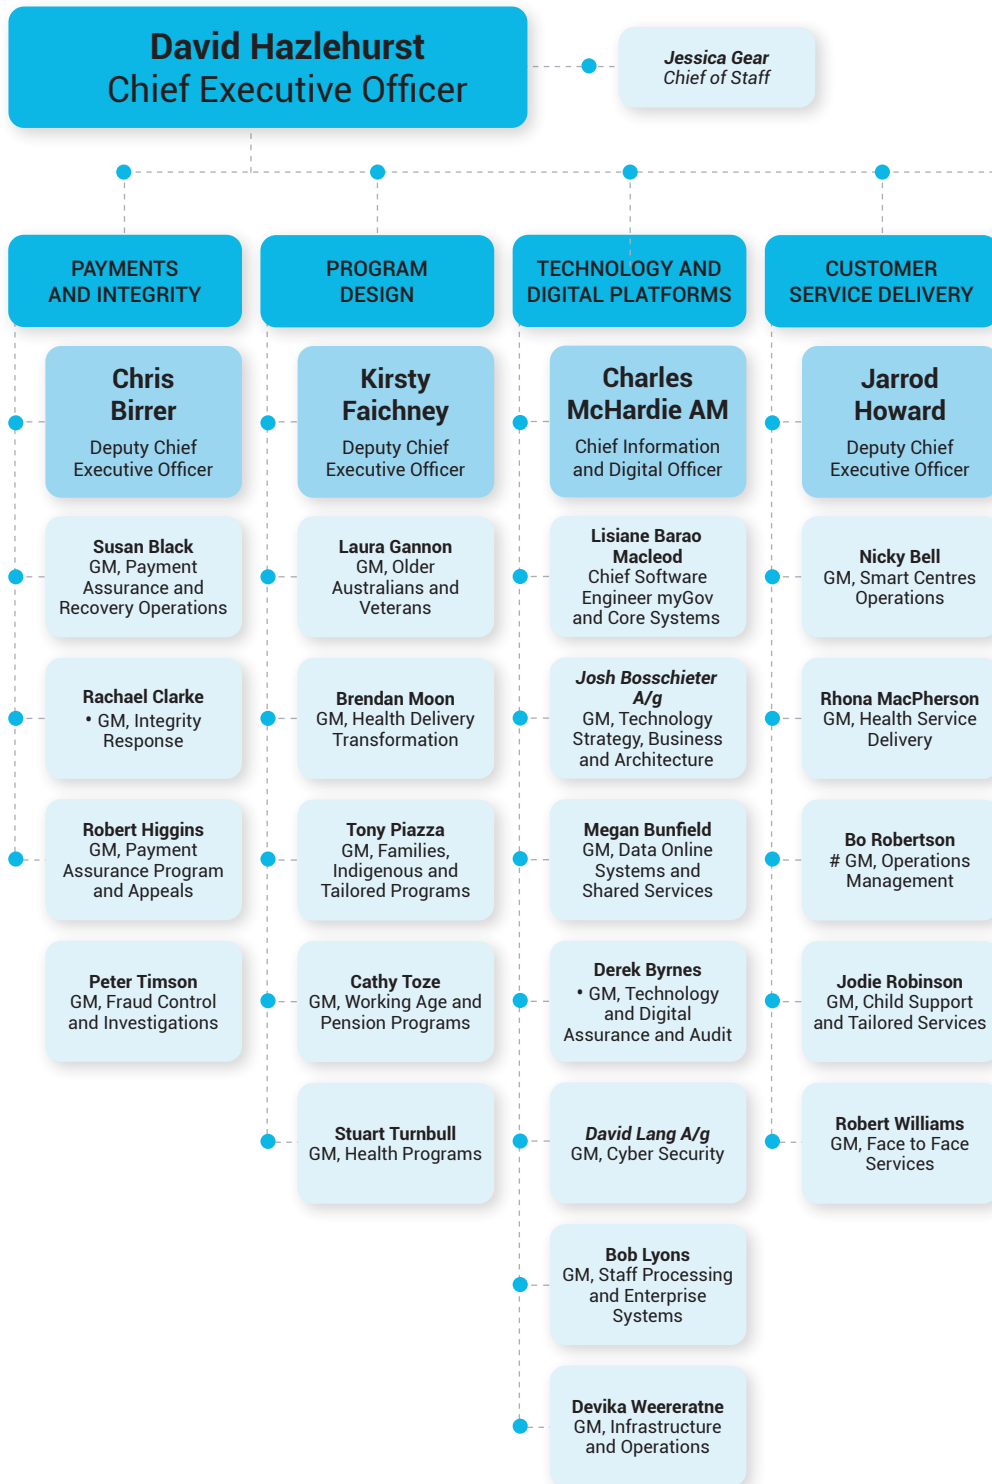 David Hazlehurst
Chief Executive Officer
Jessica Gear
Chief of Staff
PAYMENTS
AND INTEGRITY
Chris
Birrer
Deputy Chief
Executive Officer
Susan Black
GM, Payment
Assurance and
Recovery Operations
Rachael Clarke
• GM, Integrity
Response
Robert Higgins
GM, Payment
Assurance Program
and Appeals
Peter Timson
GM, Fraud Control
and Investigations
PROGRAM
DESIGN
Kirsty
Faichney
Deputy Chief
Executive Officer
Laura Gannon
GM, Older
Australians and
Veterans
Brendan Moon
GM, Health Delivery
Transformation
Tony Piazza
GM, Families,
Indigenous and
Tailored Programs
Cathy Toze
GM, Working Age and
Pension Programs
Stuart Turnbull
GM, Health Programs
TECHNOLOGY AND
DIGITAL PLATFORMS
Charles
McHardie AM
Chief Information
and Digital Officer
Lisiane Barao
Macleod
Chief Software
Engineer myGov
and Core Systems
Josh Bosschieter
A/g
GM, Technology
Strategy, Business
and Architecture
Megan Bunfield
GM, Data Online
Systems and
Shared Services
Derek Byrnes
• GM, Technology
and Digital
Assurance and Audit
David Lang A/g
GM, Cyber Security
Bob Lyons
GM, Staff Processing
and Enterprise
Systems
Devika Weereratne
GM, Infrastructure
and Operations
CUSTOMER
SERVICE DELIVERY
Jarrod
Howard
Deputy Chief
Executive Officer
Nicky Bell
GM, Smart Centres
Operations
Rhona MacPherson
GM, Health Service
Delivery
Bo Robertson
# GM, Operations
Management
Jodie Robinson
GM, Child Support
and Tailored Services
Robert Williams
GM, Face to Face
Services